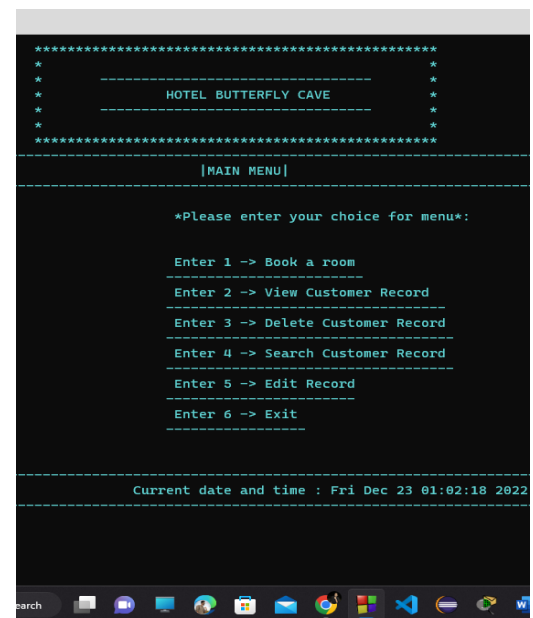 *************************************************
* *
* --------------------------------- *
* HOTEL BUTTERFLY CAVE *
* --------------------------------- *
* *
*************************************************
|MAIN MENU|
*Please enter your choice for menu*:
Enter 1 -> Book a room
Enter 2 -> View Customer Record
Enter 3 -> Delete Customer Record
Enter 4 -> Search Customer Record
Enter 5 -> Edit Record
Enter 6 -> Exit
Current date and time : Fri Dec 23 01:02:18 2022
earch
W